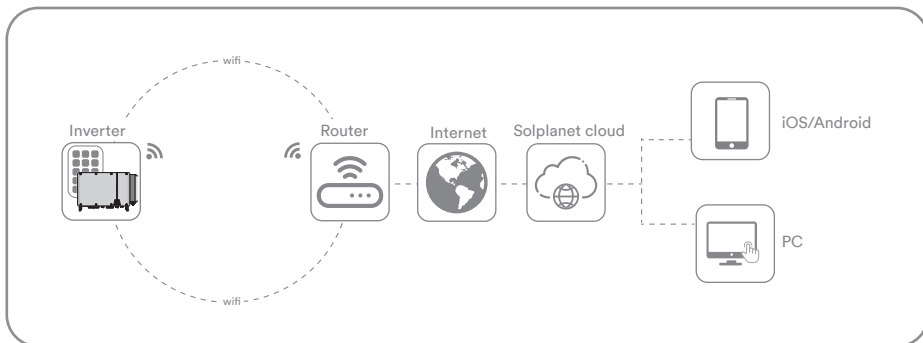 wifi
Inverter
Router
Internet
Solplanet cloud
iOS/Android
PC
wifi